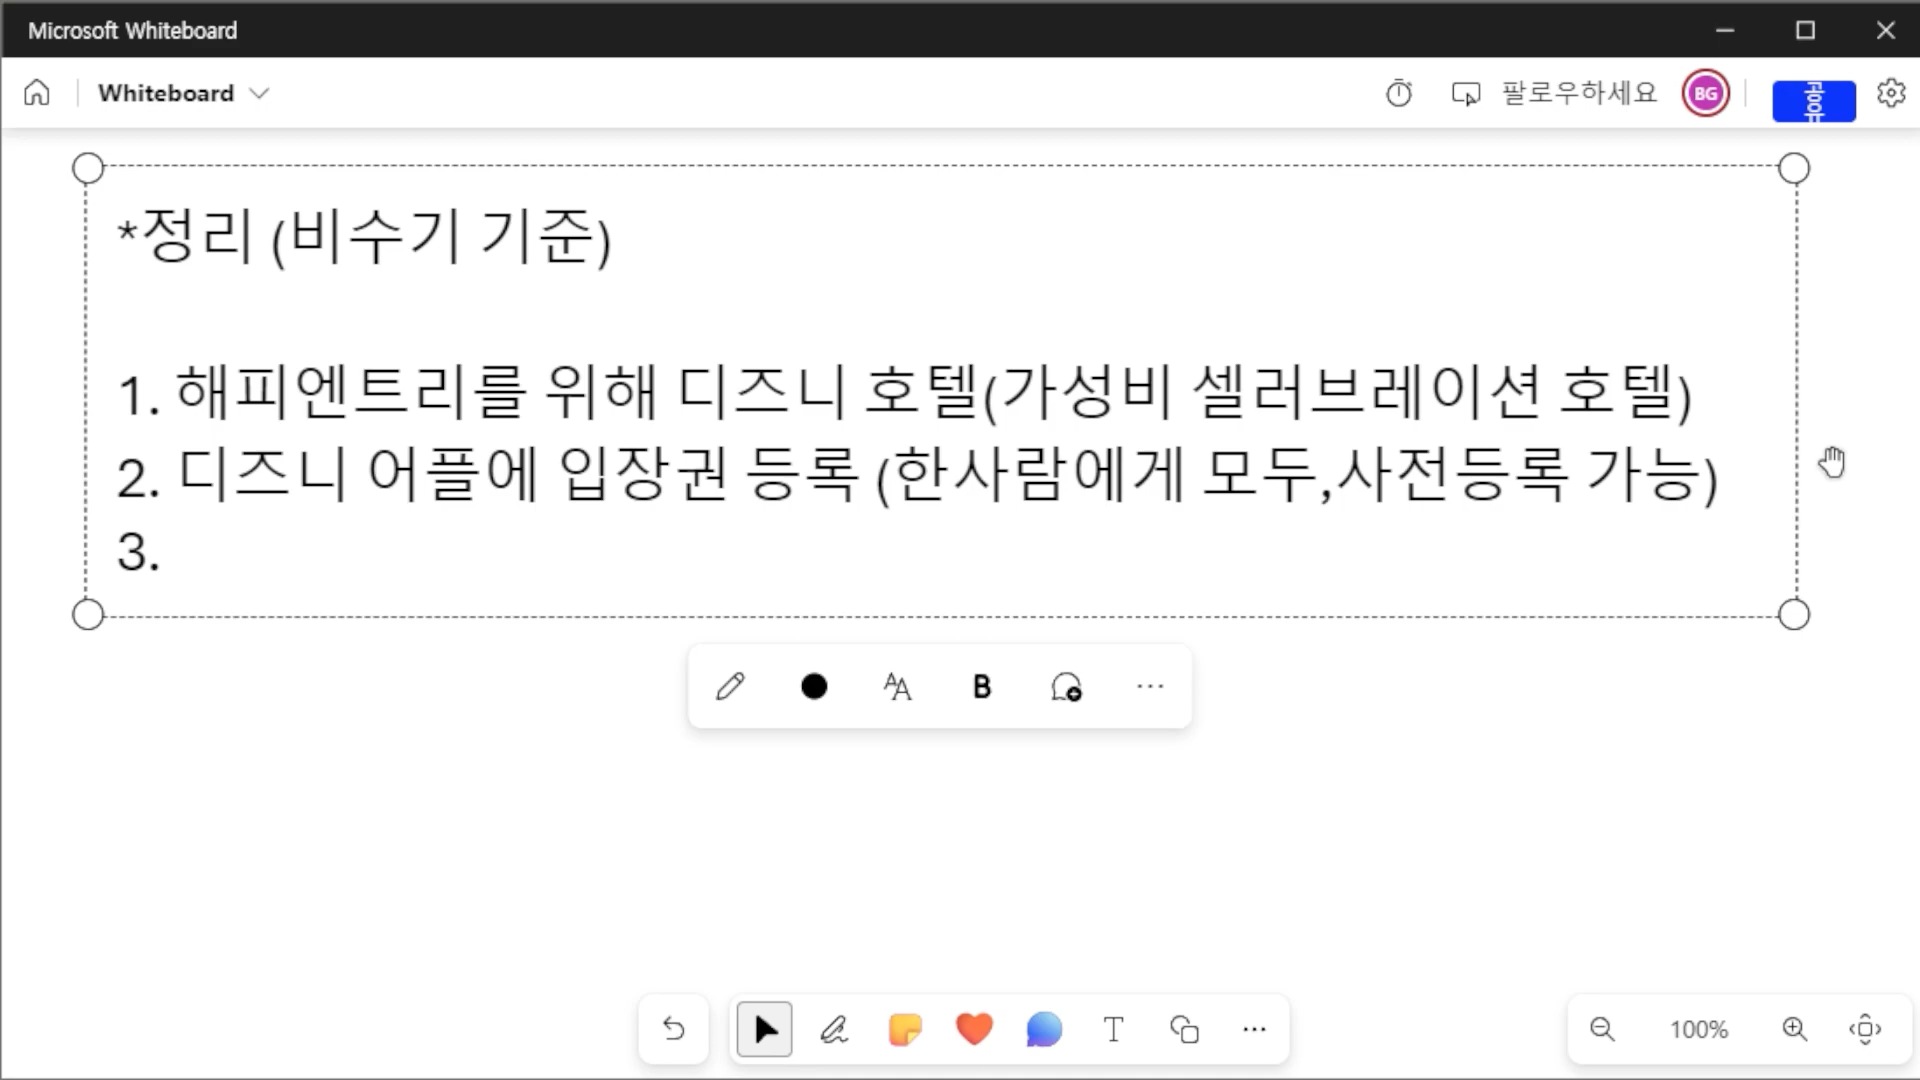 Microsoft Whiteboard
Whiteboard
팔로우하세요
BG
공유
*정리 (비수기 기준)
1. 해피엔트리를 위해 디즈니 호텔(가성비 셀러브레이션 호텔)
2. 디즈니 어플에 입장권 등록 (한사람에게 모두,사전등록 가능)
3.
B
100%